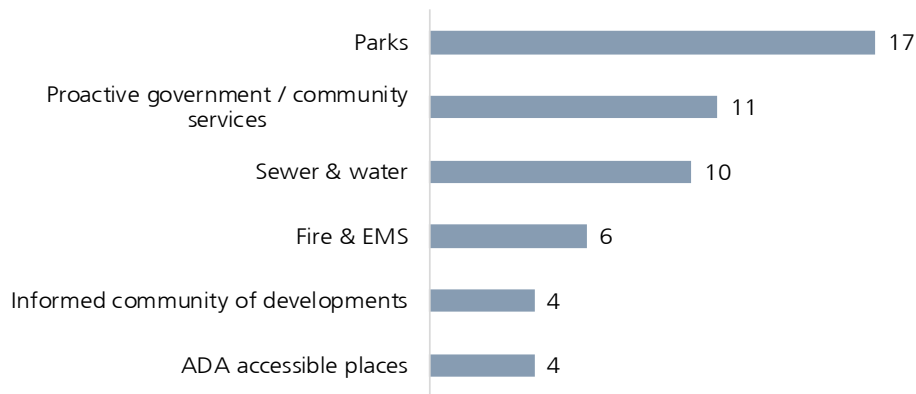 Parks 17
Proactive government / community
services 11
Sewer & water 10
Fire & EMS 6
Informed community of developments 4
ADA accessible places 4